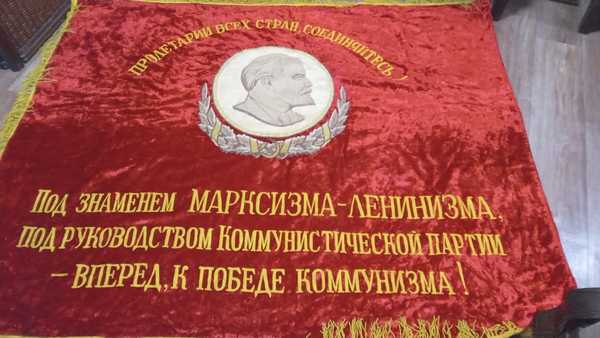 ПРОЛЕТАРИИ ВСЕХ СТРАН, СОЕДИНЯЙТЕСЬ!
ПОД ЗНАМЕНЕМ МАРКСИЗМА-ЛЕНИНИЗМА,
ПОД РУКОВОДСТВОМ КОММУНИСТИЧЕСКОЙ ПАРТИИ
— ВПЕРЕД, К ПОБЕДЕ КОММУНИЗМА!